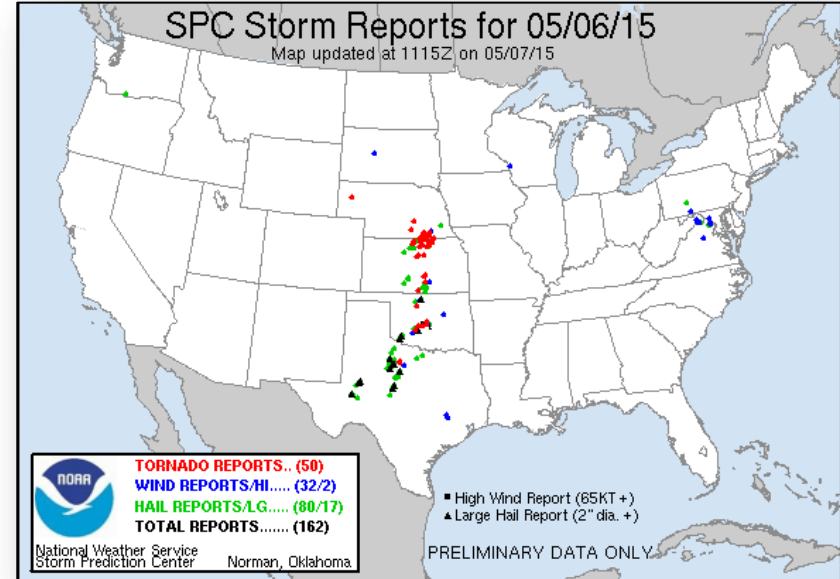 SPC Storm Reports for 05/06/15
Map updated at 1115Z on 05/07/15
NOAA
TORNADO REPORTS.. (50)
WIND REPORTS/HI..... (32/2)
HAIL REPORTS/LG..... (80/17)
TOTAL REPORTS....... (162)
National Weather Service
Storm Prediction Center Norman, Oklahoma
High Wind Report (65KT +)
Large Hail Report (2" dia. +)
PRELIMINARY DATA ONLY